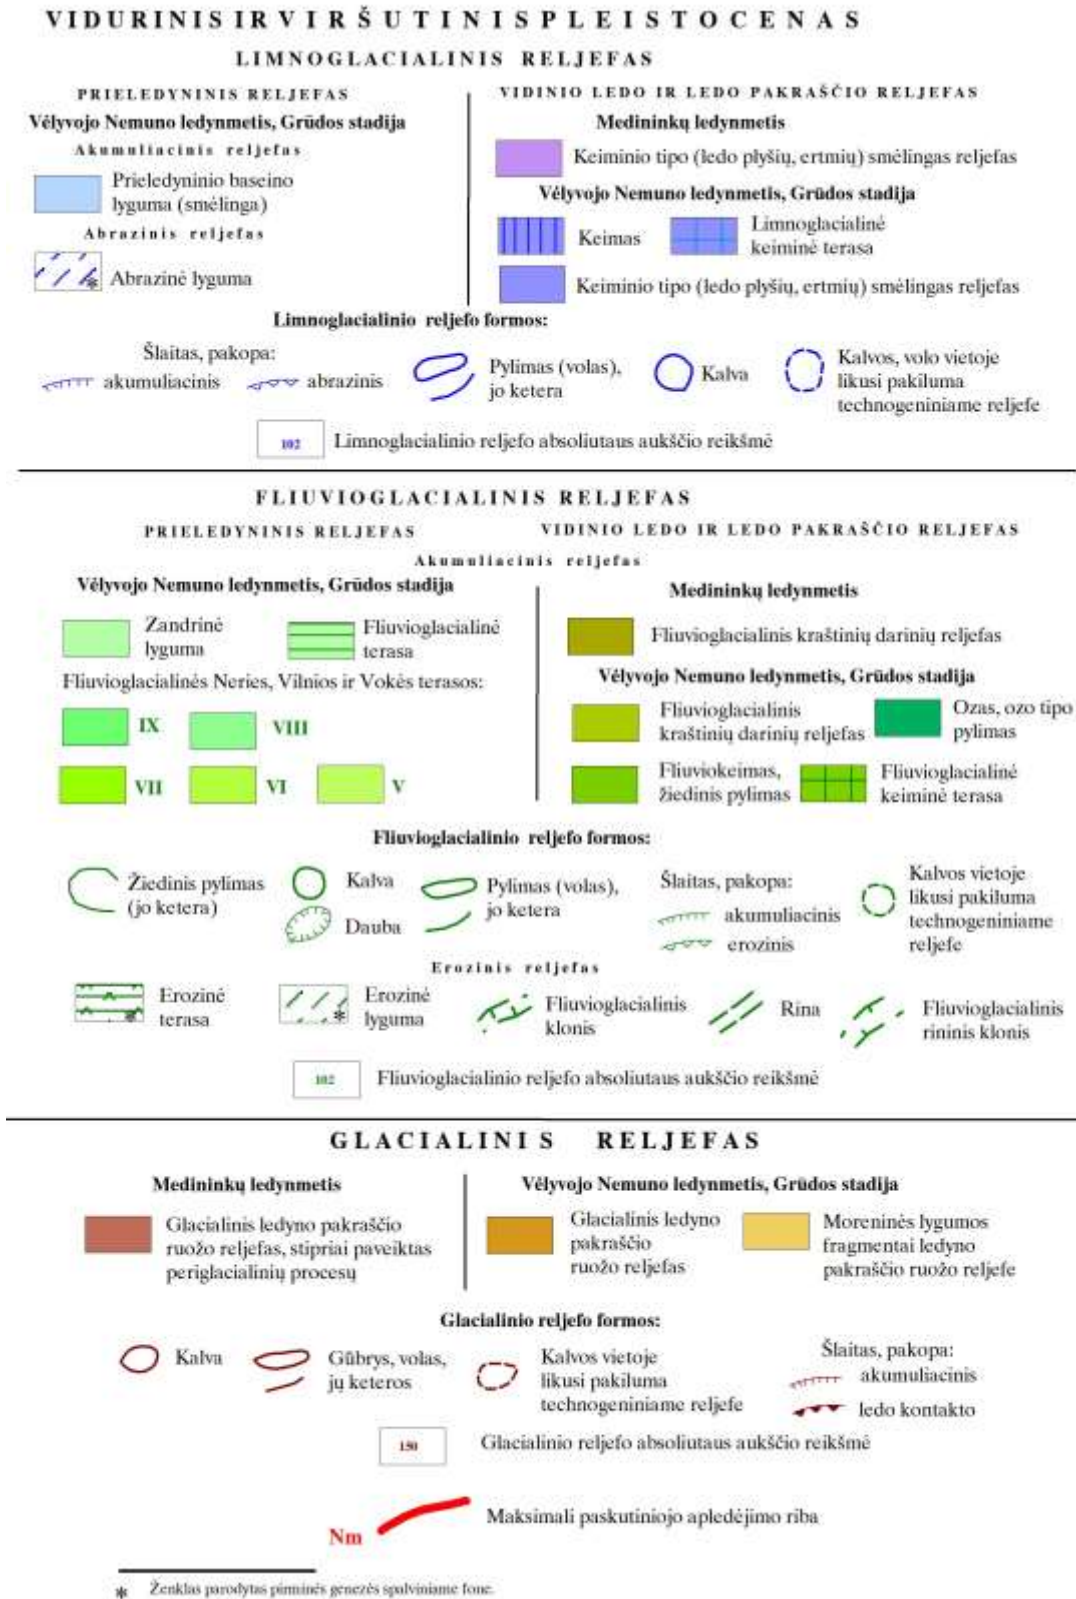 VIDURINIS IR VIRŠUTINIS PLEISTOCENAS
LIMNOGLACIALINIS RELJEFAS
PRIELEDYNINIS RELJEFAS
Vėlyvojo Nemuno ledynmetis, Grūdos stadija
Akumuliacinis reljefas
Prieledyninio baseino
lyguma (smėlinga)
Abrazinis reljefas
*
Abrazinė lyguma
VIDINIO LEDO IR LEDO PAKRAŠČIO RELJEFAS
Medininkų ledynmetis
Keiminio tipo (ledo plyšių, ertmių) smėlingas reljefas
Vėlyvojo Nemuno ledynmetis, Grūdos stadija
Keimas
Limnoglacialinė
keiminė terasa
Keiminio tipo (ledo plyšių, ertmių) smėlingas reljefas
Limnoglacialinio reljefo formos:
Šlaitas, pakopa:
akumuliacinis
abrazinis
Pylimas (volas),
jo ketera
Kalva
Kalvos, volo vietoje
likusi pakiluma
technogeniniame reljefe
102
Limnoglacialinio reljefo absoliutaus aukščio reikšmė
FLIUVIOGLACIALINIS RELJEFAS
PRIELEDYNINIS RELJEFAS
VIDINIO LEDO IR LEDO PAKRAŠČIO RELJEFAS
Akumuliacinis reljefas
Vėlyvojo Nemuno ledynmetis, Grūdos stadija
Zandrinė
lyguma
Fliuvioglacialinė
terasa
Fliuvioglacialinės Neries, Vilnios ir Vokės terasos:
IX
VIII
VII
VI
V
Medininkų ledynmetis
Fliuvioglacialinis kraštinių darinių reljefas
Vėlyvojo Nemuno ledynmetis, Grūdos stadija
Fliuvioglacialinis
kraštinių darinių reljefas
Ozas, ozo tipo
pylimas
Fliuviokeimas,
žiedinis pylimas
Fliuvioglacialinė
keiminė terasa
Fliuvioglacialinio reljefo formos:
Žiedinis pylimas
(jo ketera)
Kalva
Dauba
Pylimas (volas),
jo ketera
Šlaitas, pakopa:
akumuliacinis
erozinis
Kalvos vietoje
likusi pakiluma
technogeniniame
reljefe
Erozinis reljefas
*
Erozinė
terasa
*
Erozinė
lyguma
Fliuvioglacialinis
klonis
Rina
Fliuvioglacialinis
rininis klonis
102
Fliuvioglacialinio reljefo absoliutaus aukščio reikšmė
GLACIALINIS RELJEFAS
Medininkų ledynmetis
Glacialinis ledyno pakraščio
ruožo reljefas, stipriai paveiktas
periglacialinių procesų
Vėlyvojo Nemuno ledynmetis, Grūdos stadija
Glacialinis ledyno
pakraščio
ruožo reljefas
Moreninės lygumos
fragmentai ledyno
pakraščio ruožo reljefe
Glacialinio reljefo formos:
Kalva
Gūbrys, volas,
jų keteros
Kalvos vietoje
likusi pakiluma
technogeniniame reljefe
Šlaitas, pakopa:
akumuliacinis
ledo kontakto
150
Glacialinio reljefo absoliutaus aukščio reikšmė
Nm
Maksimali paskutiniojo apledėjimo riba
* Ženklas parodytas pirminės genezės spalviniame fone.